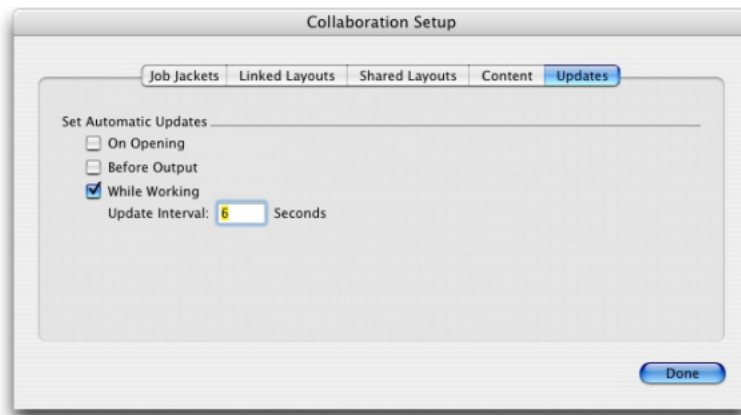 Collaboration Setup
Job Jackets Linked Layouts Shared Layouts Content Updates
Set Automatic Updates
On Opening
Before Output
While Working
Update Interval: 6 Seconds
Done